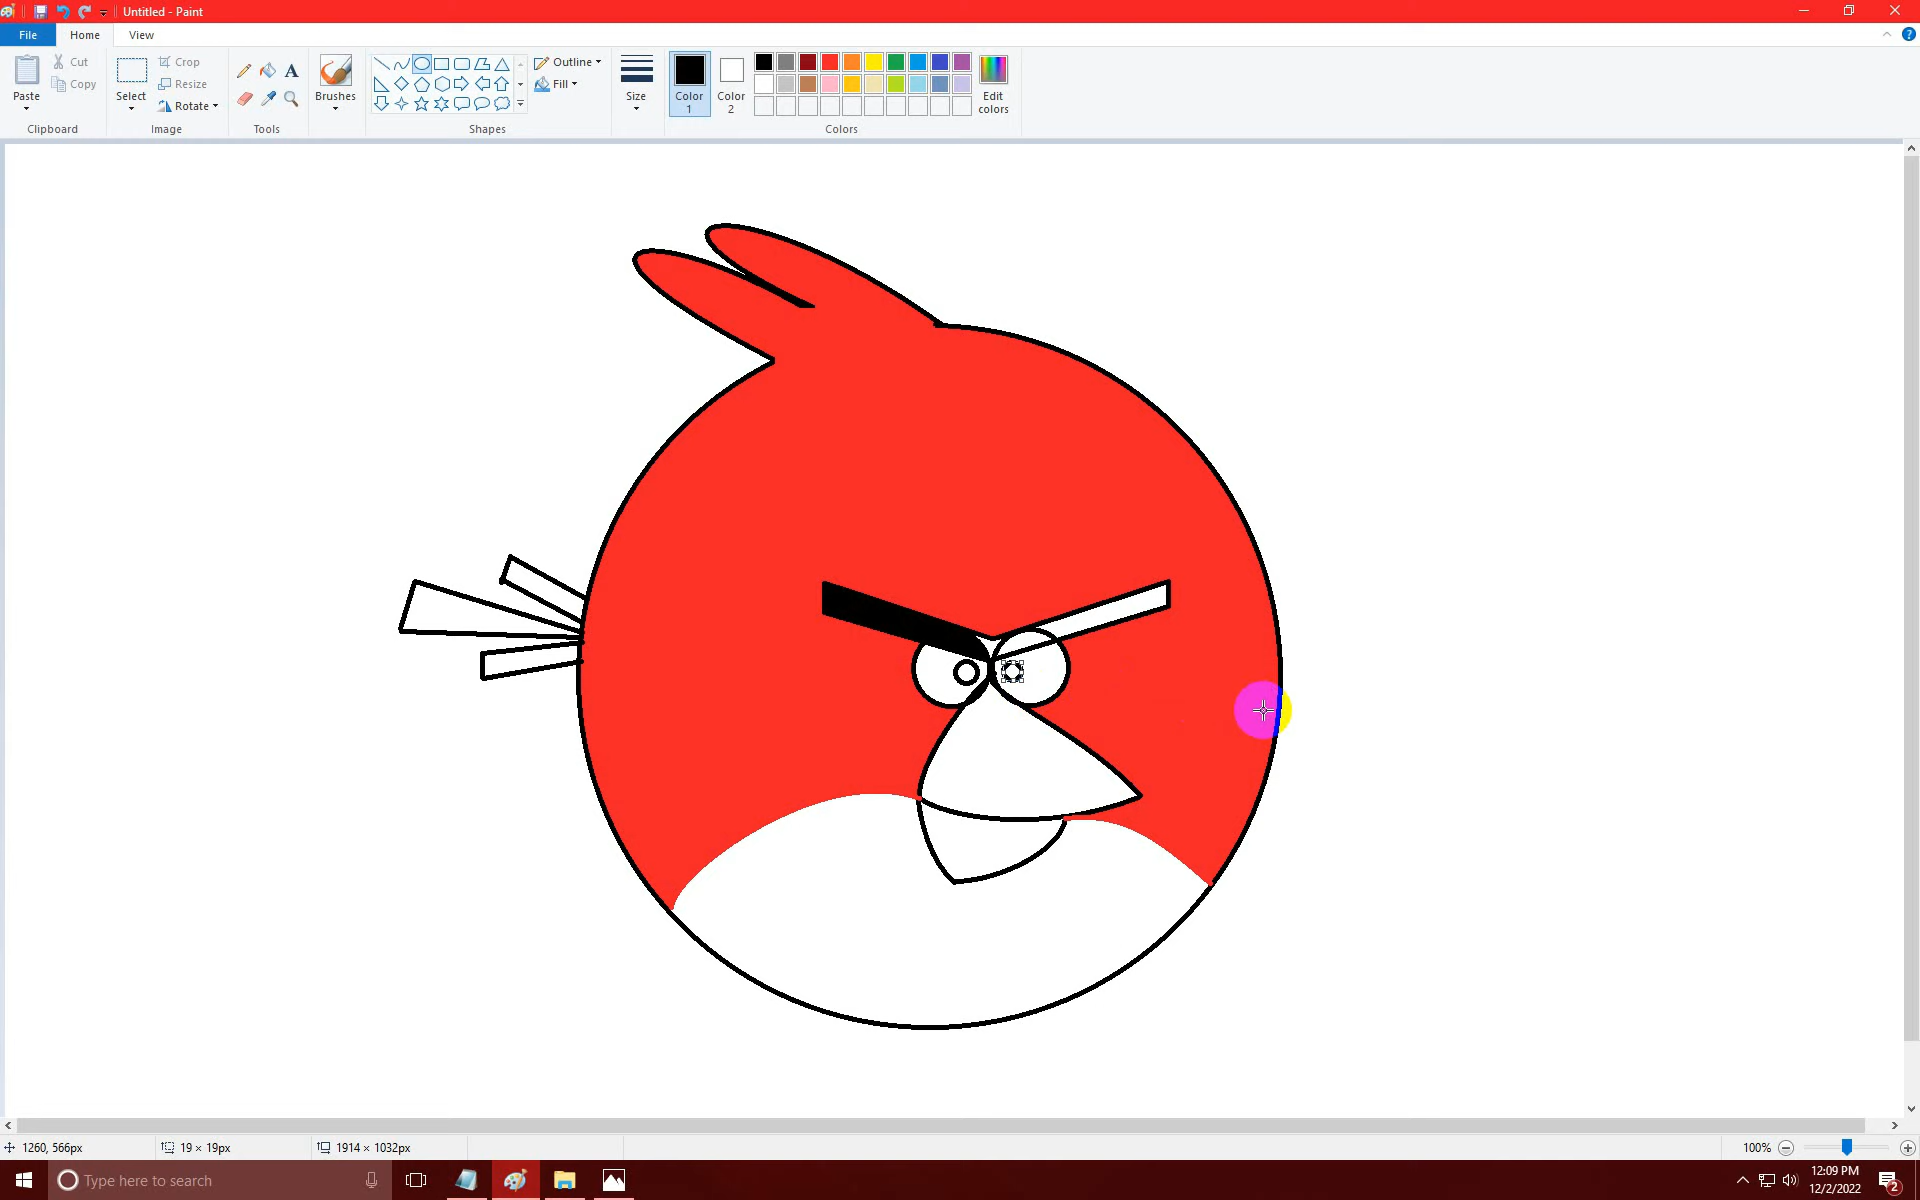 Untitled - Paint
File Home View
Paste
Cut
Copy
Clipboard
Select
Crop
Resize
Rotate
Image
A
Tools
Brushes
Outline
Fill
Shapes
Size
Color 1
Color 2
Edit colors
Colors
1260, 566px
19 × 19px
1914 × 1032px
100%
Type here to search
12:09 PM
12/2/2022
2